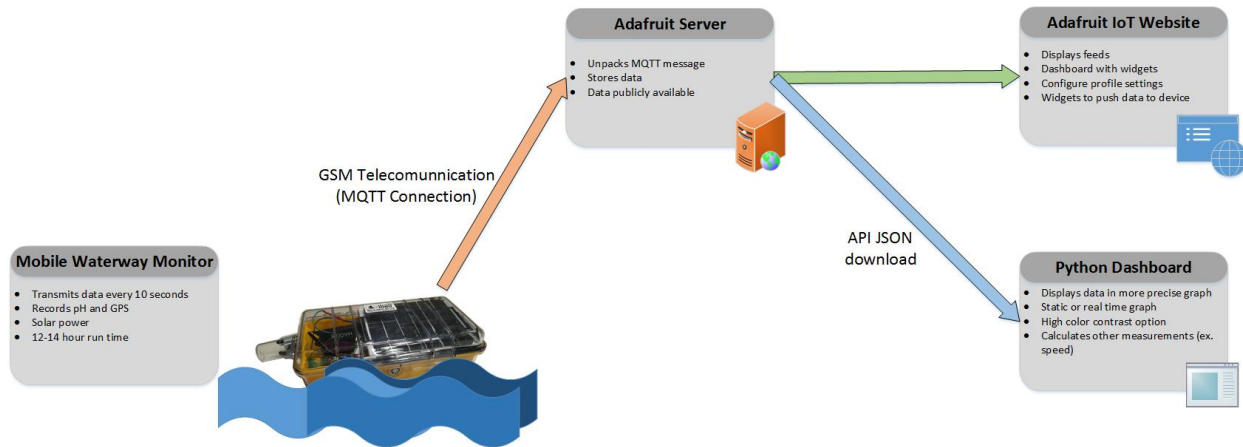 Adafruit Server
Unpacks MQTT message
Stores data
Data publicly available
Adafruit IoT Website
Displays feeds
Dashboard with widgets
Configure profile settings
Widgets to push data to device
GSM Telecomunnication
(MQTT Connection)
API JSON
download
Mobile Waterway Monitor
Transmits data every 10 seconds
Records pH and GPS
Solar power
12-14 hour run time
Python Dashboard
Displays data in more precise graph
Static or real time graph
High color contrast option
Calculates other measurements (ex.
speed)